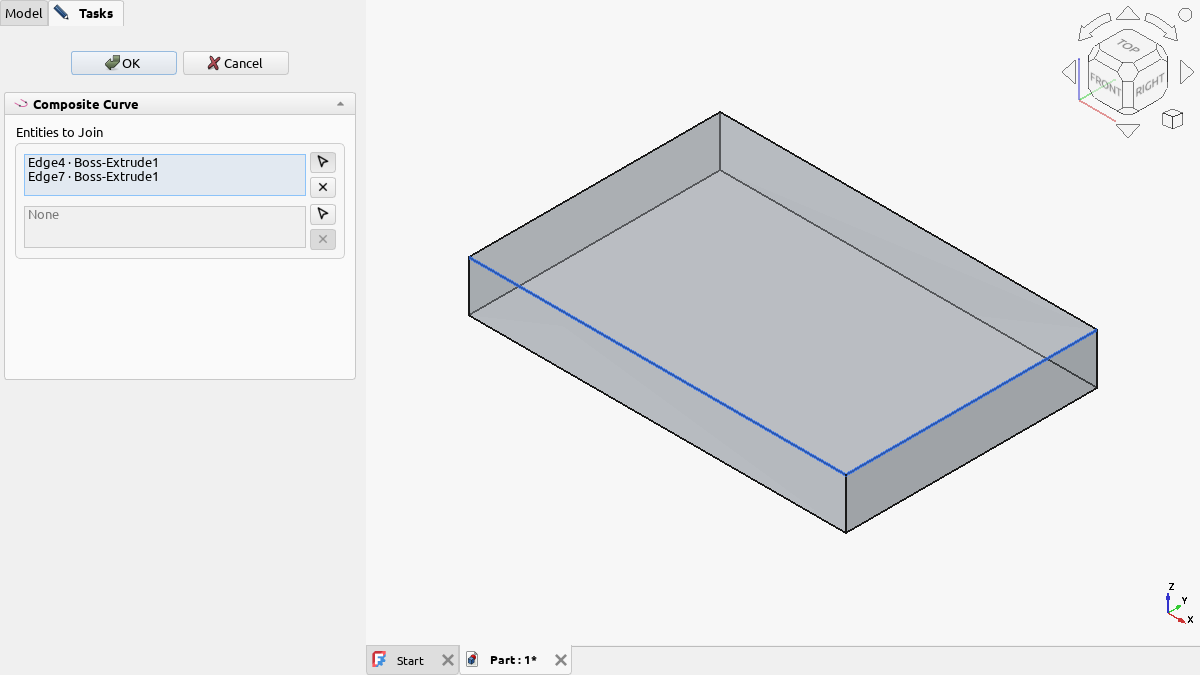 Model
Tasks
OK
Cancel
Composite Curve
Entities to Join
Edge4 · Boss-Extrude1
Edge7 · Boss-Extrude1
None
TOP
FRONT
RIGHT
Z
Y
X
Start
Part : 1*